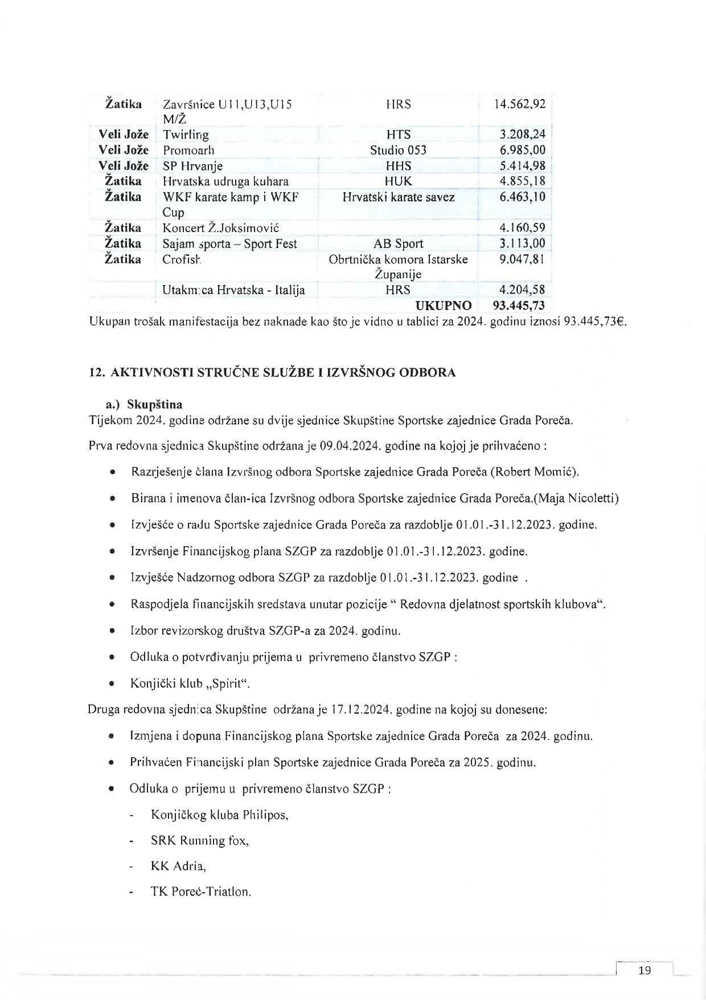 Žatika Završnice U11,U13,U15 HRS 14.562,92
M/Ž
Veli Jože Twirling HTS 3.208,24
Veli Jože Promoarh Studio 053 6.985,00
Veli Jože SP Hrvanje HHS 5.414,98
Žatika Hrvatska udruga kuhara HUK 4.855,18
Žatika WKF karate kamp i WKF Hrvatski karate savez 6.463,10
Cup
Žatika Koncert Ž.Joksimović 4.160,59
Žatika Sajam sporta – Sport Fest AB Sport 3.113,00
Žatika Crofish Obrtnička komora Istarske 9.047,81
Županije
Utakmica Hrvatska - Italija HRS 4.204,58
UKUPNO 93.445,73
Ukupan trošak manifestacija bez naknade kao što je vidno u tablici za 2024. godinu iznosi 93.445,73€.
12. AKTIVNOSTI STRUČNE SLUŽBE I IZVRŠNOG ODBORA
a.) Skupština
Tijekom 2024. godine održane su dvije sjednice Skupštine Sportske zajednice Grada Poreča.
Prva redovna sjednica Skupštine održana je 09.04.2024. godine na kojoj je prihvaćeno :
• Razrješenje člana Izvršnog odbora Sportske zajednice Grada Poreča (Robert Momić).
• Birana i imenova član-ica Izvršnog odbora Sportske zajednice Grada Poreča.(Maja Nicoletti)
• Izvješće o radu Sportske zajednice Grada Poreča za razdoblje 01.01.-31.12.2023. godine.
• Izvršenje Financijskog plana SZGP za razdoblje 01.01.-31.12.2023. godine.
• Izvješće Nadzornog odbora SZGP za razdoblje 01.01.-31.12.2023. godine .
• Raspodjela financijskih sredstava unutar pozicije “ Redovna djelatnost sportskih klubova“.
• Izbor revizorskog društva SZGP-a za 2024. godinu.
• Odluka o potvrđivanju prijema u privremeno članstvo SZGP :
• Konjički klub „Spirit“.
Druga redovna sjednica Skupštine održana je 17.12.2024. godine na kojoj su donesene:
• Izmjena i dopuna Financijskog plana Sportske zajednice Grada Poreča za 2024. godinu.
• Prihvaćen Financijski plan Sportske zajednice Grada Poreča za 2025. godinu.
• Odluka o prijemu u privremeno članstvo SZGP :
- Konjičkog kluba Philipos,
- SRK Running fox,
- KK Adria,
- TK Poreč-Triatlon.
19